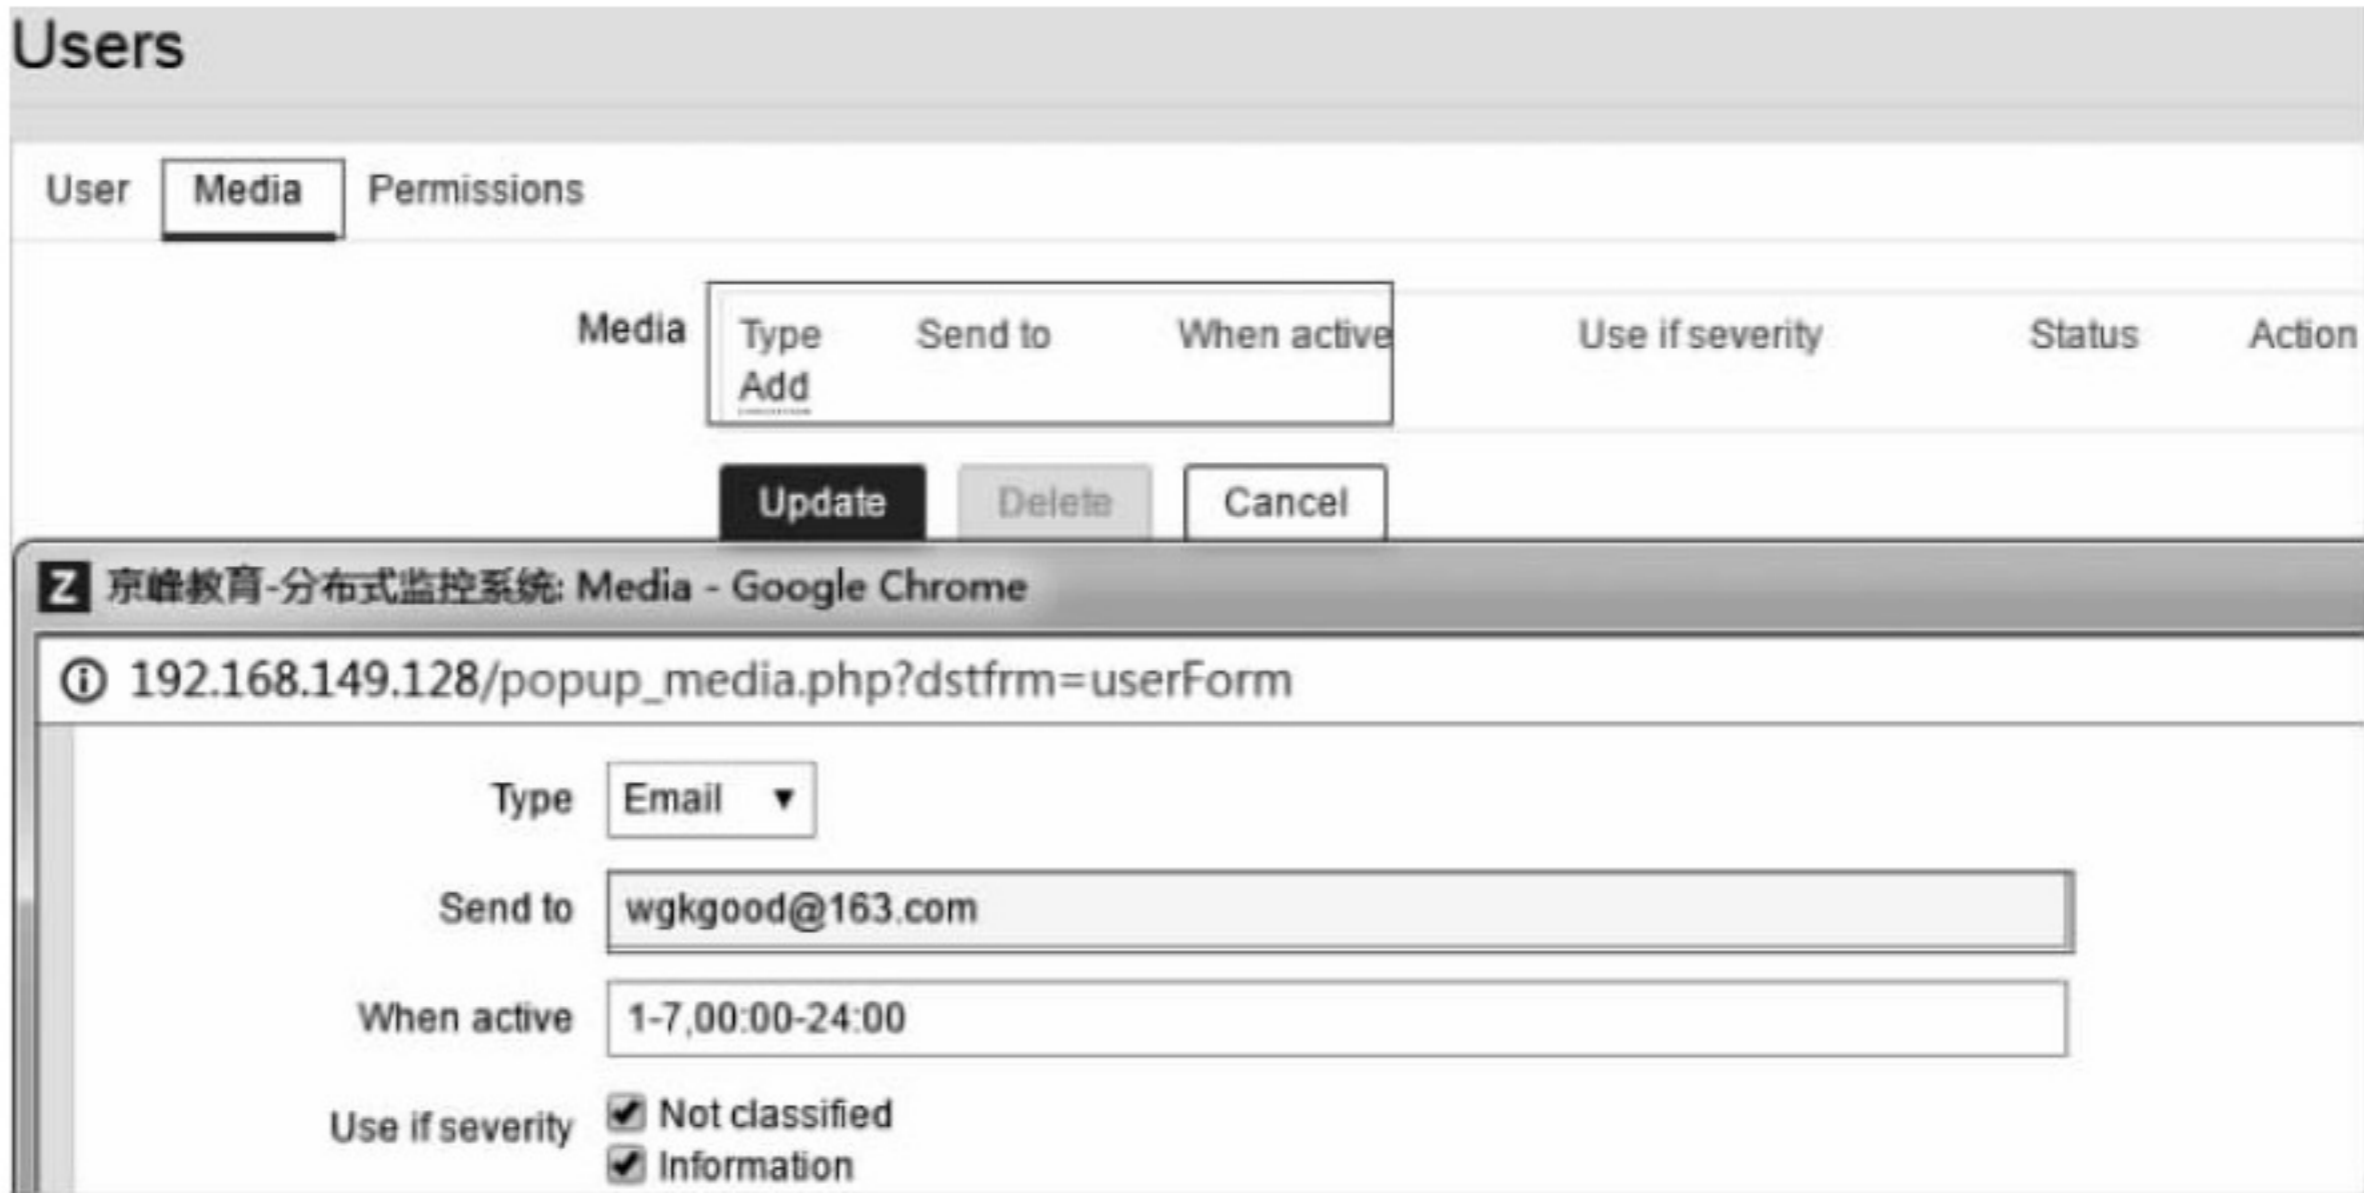 Users
User Media Permissions
Media Type Send to When active Use if severity Status Action
Add
Update Delete Cancel
Z 京峰教育-分布式监控系统: Media - Google Chrome
192.168.149.128/popup_media.php?dstfrm=userForm
Type Email
Send to wgkgood@163.com
When active 1-7,00:00-24:00
Use if severity Not classified
Information